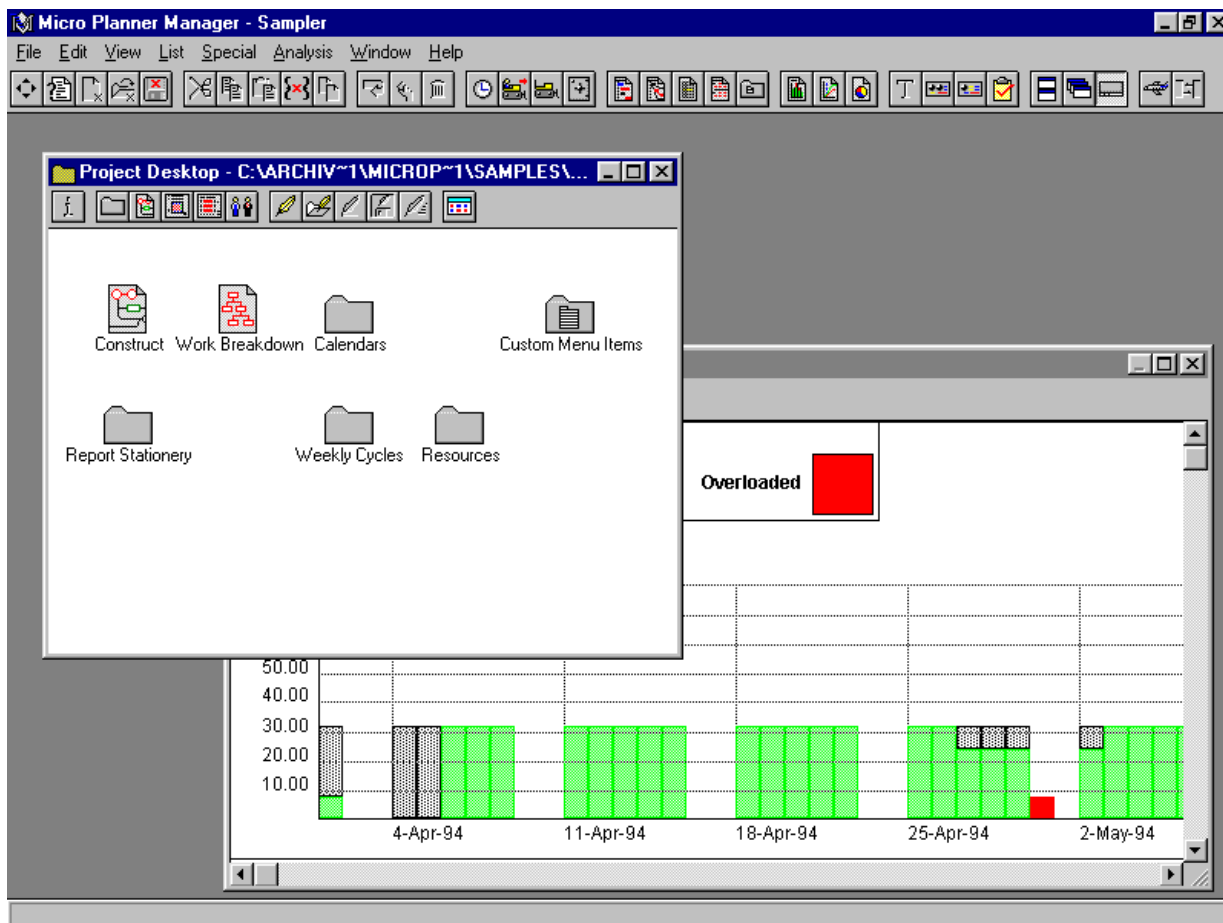 Micro Planner Manager - Sampler
File Edit View List Special Analysis Window Help
Project Desktop - C:\ARCHIV~1\MICROP~1\SAMPLES\...
Construct Work Breakdown Calendars Custom Menu Items
Report Stationery Weekly Cycles Resources
Overloaded
50.00
40.00
30.00
20.00
10.00
4-Apr-94 11-Apr-94 18-Apr-94 25-Apr-94 2-May-94